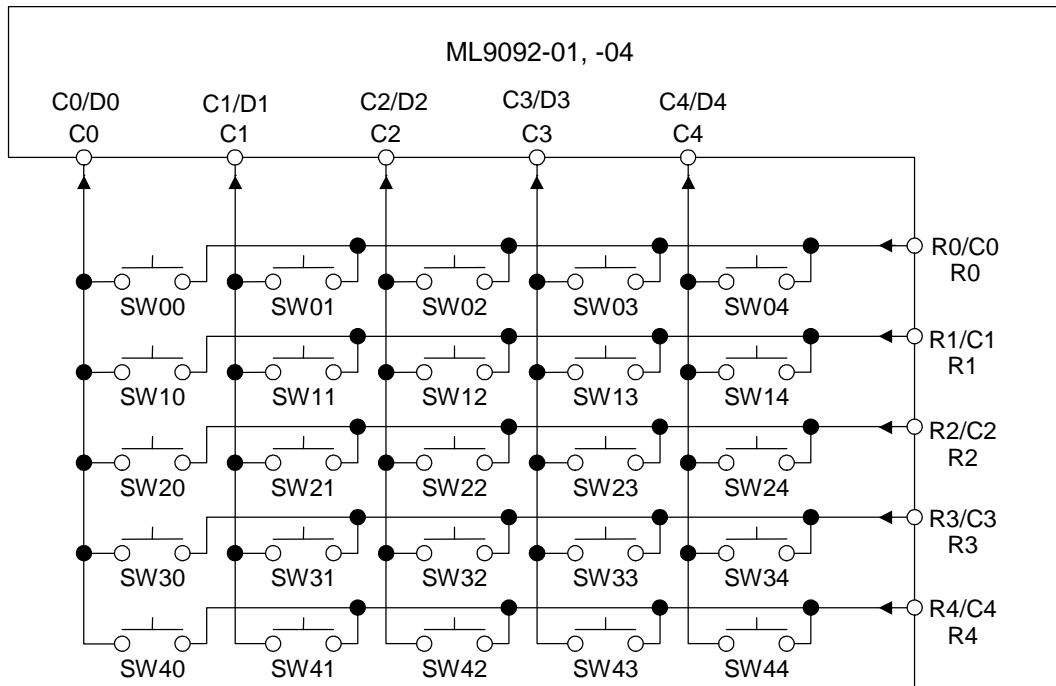 ML9092-01, -04
C0/D0 C1/D1 C2/D2 C3/D3 C4/D4
C0 C1 C2 C3 C4
R0/C0
R0
SW00 SW01 SW02 SW03 SW04
R1/C1
R1
SW10 SW11 SW12 SW13 SW14
R2/C2
R2
SW20 SW21 SW22 SW23 SW24
R3/C3
R3
SW30 SW31 SW32 SW33 SW34
R4/C4
R4
SW40 SW41 SW42 SW43 SW44